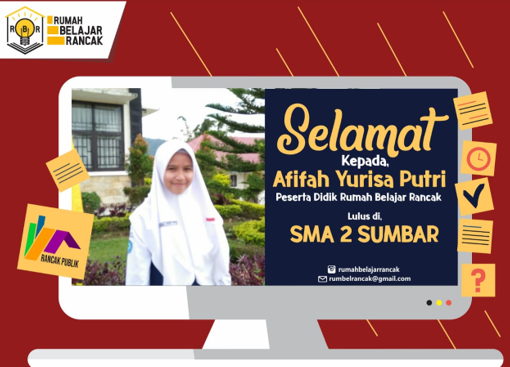 RUMAH
BELAJAR
RANCAK
R B R
Selamat
Kepada,
Afifah Yurisa Putri
Peserta Didik Rumah Belajar Rancak
Lulus di,
SMA 2 SUMBAR
rumahbelajarrancak
rumbelrancak@gmail.com
RANCAK PUBLIK
?